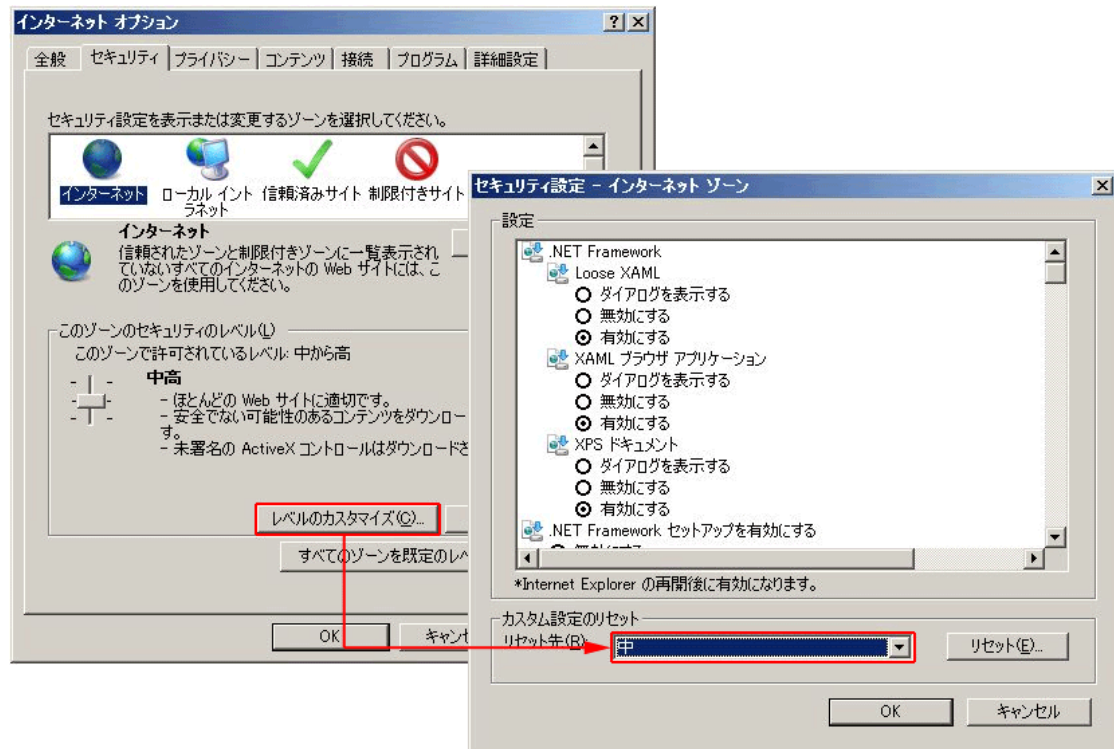 インターネット オプション
全般
セキュリティ
プライバシー
コンテンツ
接続
プログラム
詳細設定
セキュリティ設定を表示または変更するゾーンを選択してください。
インターネット
ローカル イント
ラネット
信頼済みサイト
制限付きサイト
インターネット
信頼されたゾーンと制限付きゾーンに一覧表示され
ていないすべてのインターネットの Web サイトには、こ
のゾーンを使用してください。
このゾーンのセキュリティのレベル(L)
このゾーンで許可されているレベル: 中から高
中高
- ほとんどの Web サイトに適切です。
- 安全でない可能性のあるコンテンツをダウンロー
す。
- 未署名の ActiveX コントロールはダウンロードさ
レベルのカスタマイズ(C)...
すべてのゾーンを既定のレベ
OK
キャンセ
セキュリティ設定 - インターネット ゾーン
設定
.NET Framework
Loose XAML
ダイアログを表示する
無効にする
有効にする
XAML ブラウザ アプリケーション
ダイアログを表示する
無効にする
有効にする
XPS ドキュメント
ダイアログを表示する
無効にする
有効にする
.NET Framework セットアップを有効にする
*Internet Explorer の再開後に有効になります。
カスタム設定のリセット
リセット先(R):
中
リセット(E)...
OK
キャンセル